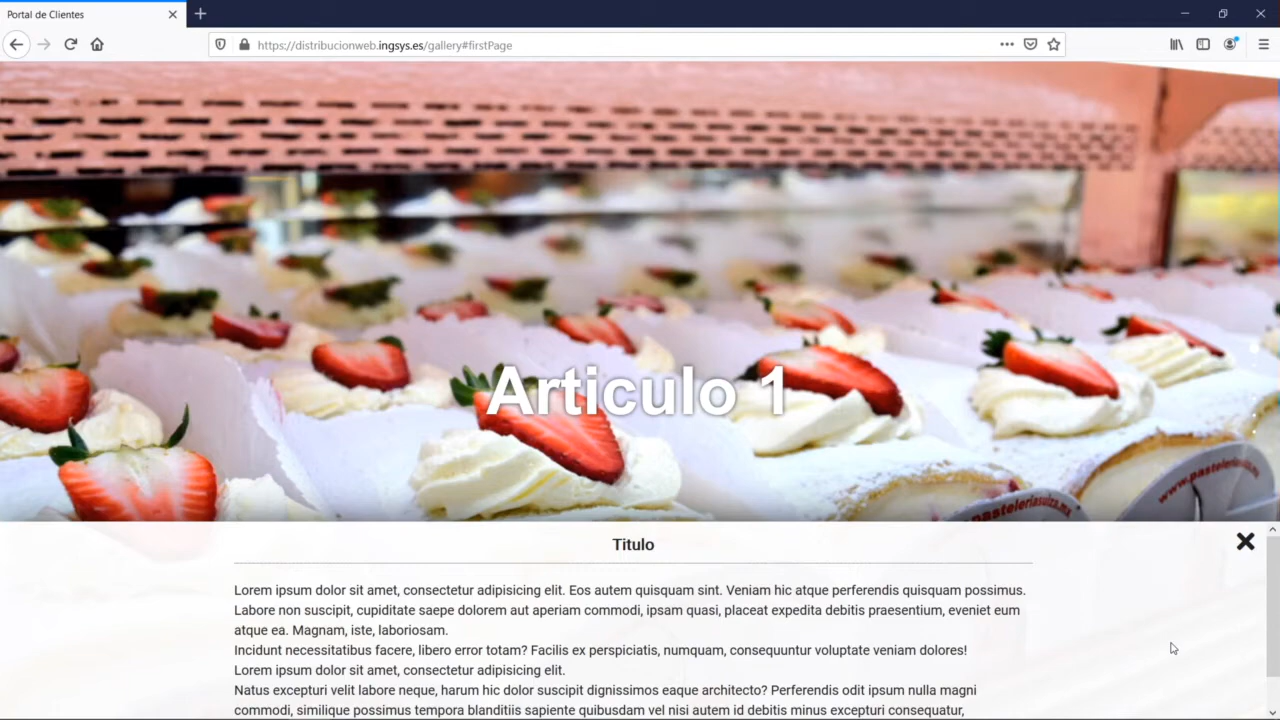 Portal de Clientes
https://distribucionweb.ingsys.es/gallery#firstPage
Articulo 1
www.pasteleriasuiza.mx
pasteleriasuiza.mx
Titulo
Lorem ipsum dolor sit amet, consectetur adipisicing elit. Eos autem quisquam sint. Veniam hic atque perferendis quisquam possimus.
Labore non suscipit, cupiditate saepe dolorem aut aperiam commodi, ipsam quasi, placeat expedita debitis praesentium, eveniet eum
atque ea. Magnam, iste, laboriosam.
Incidunt necessitatibus facere, libero error totam? Facilis ex perspiciatis, numquam, consequuntur voluptate veniam dolores!
Lorem ipsum dolor sit amet, consectetur adipisicing elit.
Natus excepturi velit labore neque, harum hic dolor suscipit dignissimos eaque architecto? Perferendis odit ipsum nulla magni
commodi, similique possimus tempora blanditiis sapiente quibusdam vel nisi autem id debitis minus excepturi consequatur,